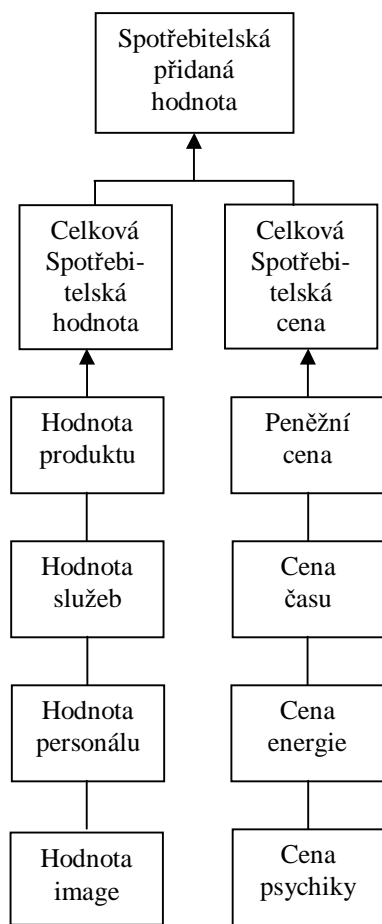 Spotřebitelská
přidaná
hodnota
Celková
Spotřebi-
telská
hodnota
Celková
Spotřebi-
telská
cena
Hodnota
produktu
Peněžní
cena
Hodnota
služeb
Cena
času
Hodnota
personálu
Cena
energie
Hodnota
image
Cena
psychiky